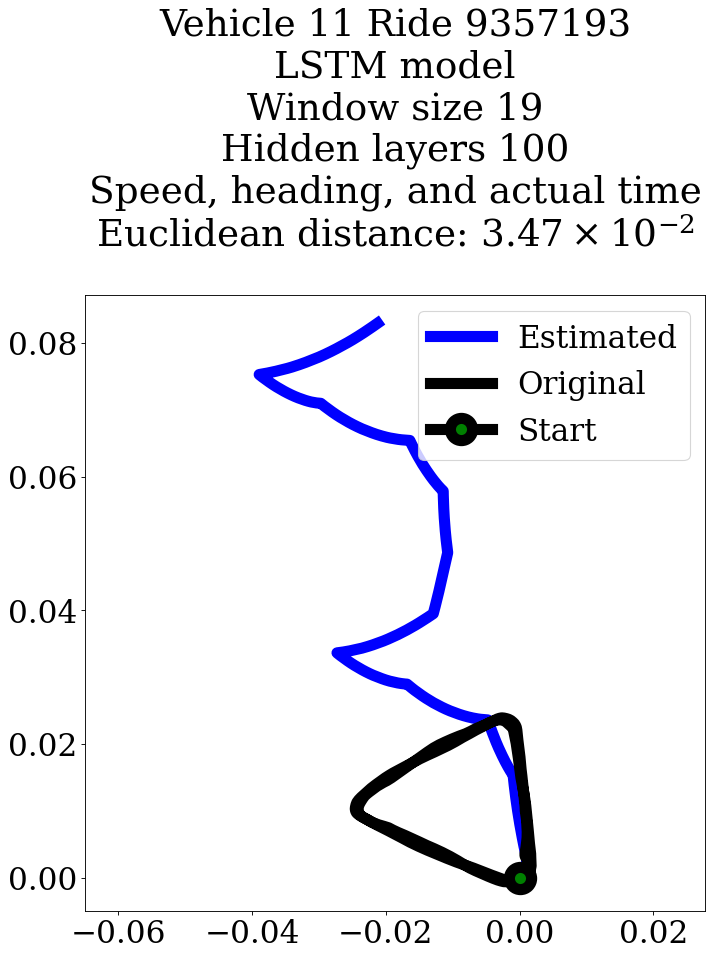 Vehicle 11 Ride 9357193
LSTM model
Window size 19
Hidden layers 100
Speed, heading, and actual time
Euclidean distance: 3.47 × 10⁻²
Estimated
Original
Start
0.08
0.06
0.04
0.02
0.00
−0.06 −0.04 −0.02 0.00 0.02